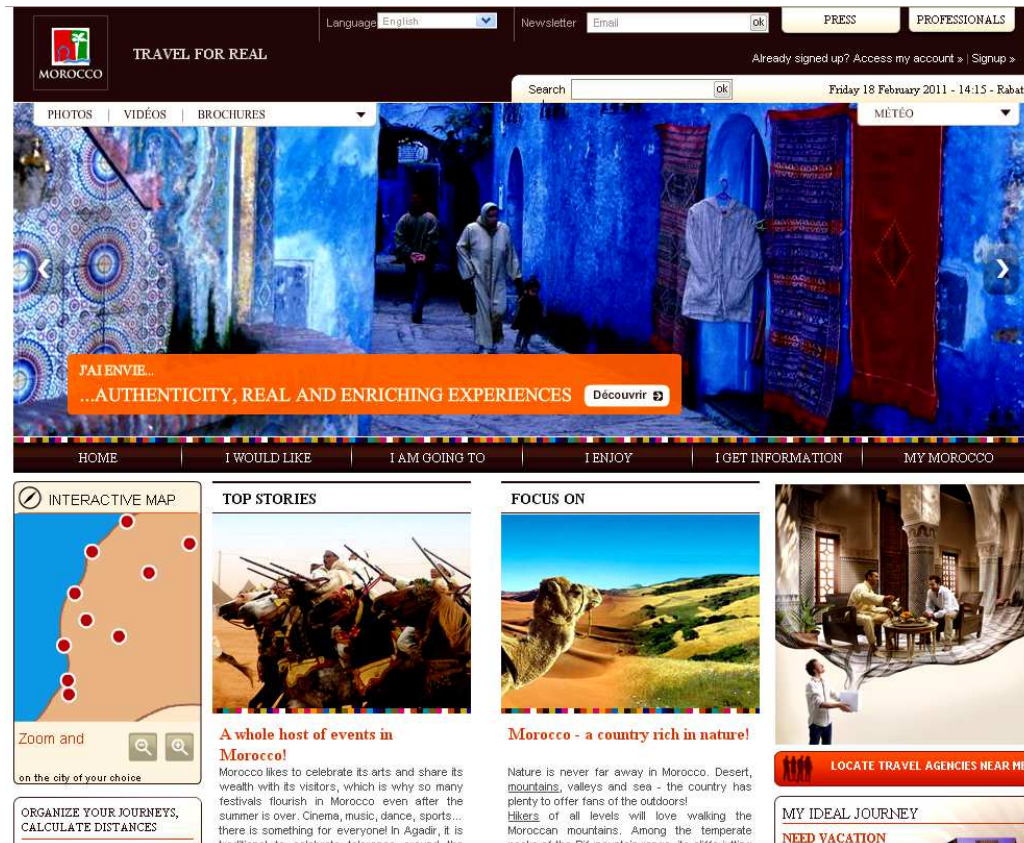 Language English
Newsletter Email ok
PRESS
PROFESSIONALS
MOROCCO
TRAVEL FOR REAL
Already signed up? Access my account » | Signup »
Search ok
Friday 18 February 2011 - 14:15 - Rabat
PHOTOS | VIDÉOS | BROCHURES
MÉTÉO
J'AI ENVIE...
...AUTHENTICITY, REAL AND ENRICHING EXPERIENCES
Découvrir
HOME
I WOULD LIKE
I AM GOING TO
I ENJOY
I GET INFORMATION
MY MOROCCO
INTERACTIVE MAP
Zoom and
on the city of your choice
ORGANIZE YOUR JOURNEYS,
CALCULATE DISTANCES
TOP STORIES
A whole host of events in
Morocco!
Morocco likes to celebrate its arts and share its
wealth with its visitors, which is why so many
festivals flourish in Morocco even after the
summer is over. Cinema, music, dance, sports...
there is something for everyone! In Agadir, it is
FOCUS ON
Morocco - a country rich in nature!
Nature is never far away in Morocco. Desert,
mountains, valleys and sea - the country has
plenty to offer fans of the outdoors!
Hikers of all levels will love walking the
Moroccan mountains. Among the temperate
LOCATE TRAVEL AGENCIES NEAR
MY IDEAL JOURNEY
NEED VACATION